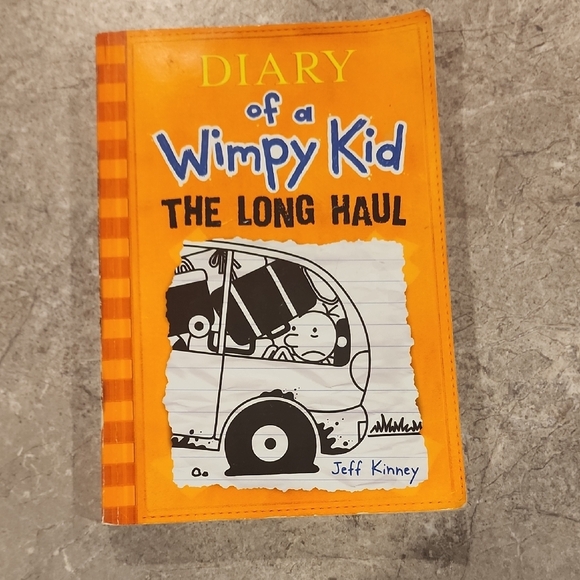 DIARY
of a
Wimpy Kid
THE LONG HAUL
Jeff Kinney